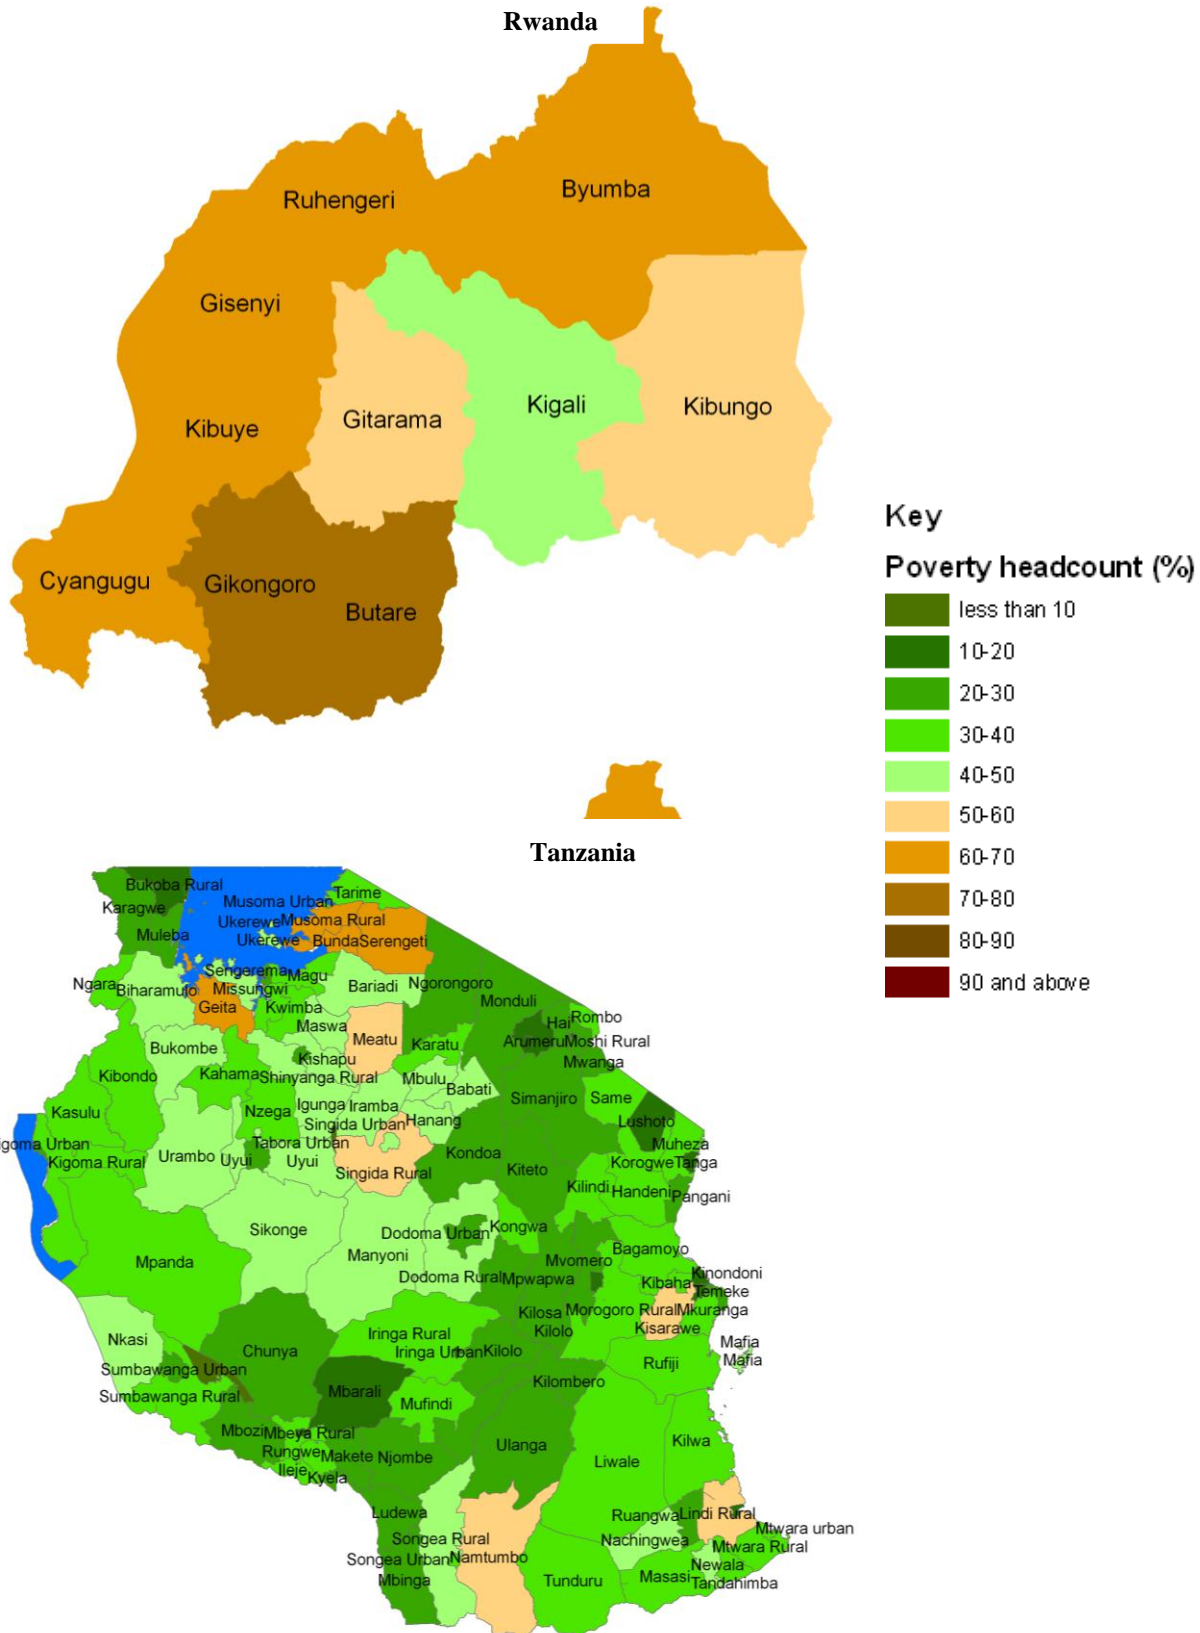 Rwanda
Byumba
Ruhengeri
Gisenyi
Kigali
Kibungo
Gitarama
Kibuye
Cyangugu
Gikongoro
Butare
Key
Poverty headcount (%)
less than 10
10-20
20-30
30-40
40-50
50-60
60-70
70-80
80-90
90 and above
Tanzania
Bukoba Rural
Tarime
Musoma Urban
Karagwe
Ukerewe
Musoma Rural
Muleba
Ukerewe
Bunda
Serengeti
Sengerema
Magu
Ngara
Biharamulo
Missungwi
Bariadi
Ngorongoro
Geita
Kwimba
Monduli
Maswa
Hai
Rombo
Meatu
Karatu
Arumeru
Moshi Rural
Bukombe
Kishapu
Mwanga
Kibondo
Kahama
Shinyanga Rural
Mbulu
Babati
Simanjiro
Same
Kasulu
Nzega
Igunga
Iramba
Singida Urban
Hanang
Lushoto
igoma Urban
Tabora Urban
Muheza
Kigoma Rural
Urambo
Uyui
Uyui
Kondoa
Korogwe
Tanga
Singida Rural
Kiteto
Kilindi
Handeni
Pangani
Sikonge
Dodoma Urban
Kongwa
Manyoni
Bagamoyo
Mpanda
Mvomero
Dodoma Rural
Mpwapwa
Kibaha
Kinondoni
Temeke
Kilosa
Morogoro Rural
Mkuranga
Nkasi
Iringa Rural
Kilolo
Kisarawe
Mafia
Chunya
Iringa Urban
Kilolo
Mafia
Sumbawanga Urban
Rufiji
Sumbawanga Rural
Mbarali
Kilombero
Mufindi
Mbozi
Mbeya Rural
Ulanga
Kilwa
Rungwe
Makete
Njombe
Liwale
Ileje
Kyela
Ludewa
Ruangwa
Lindi Rural
Songea Rural
Nachingwea
Mtwara urban
Mtwara Rural
Songea Urban
Namtumbo
Newala
Mbinga
Tunduru
Masasi
Tandahimba